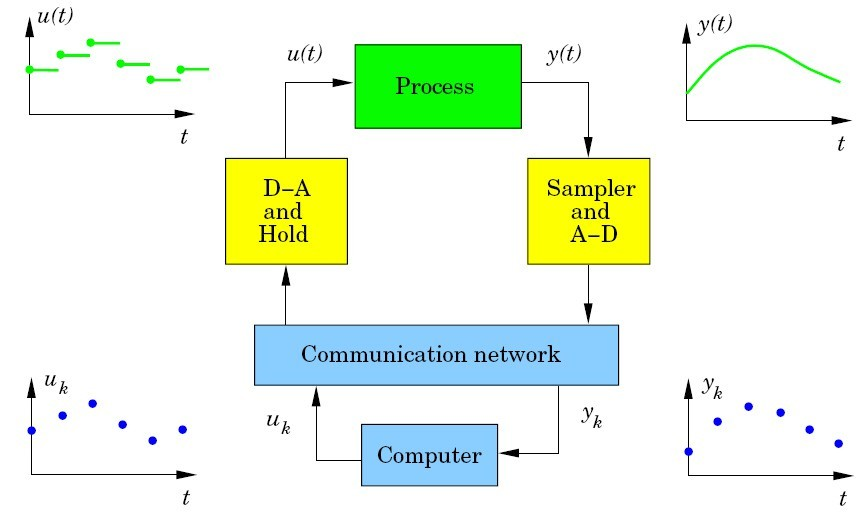 u(t)
t
u(t)
Process
y(t)
y(t)
t
D–A
and
Hold
Sampler
and
A–D
Communication network
u_k
t
u_k
Computer
y_k
y_k
t